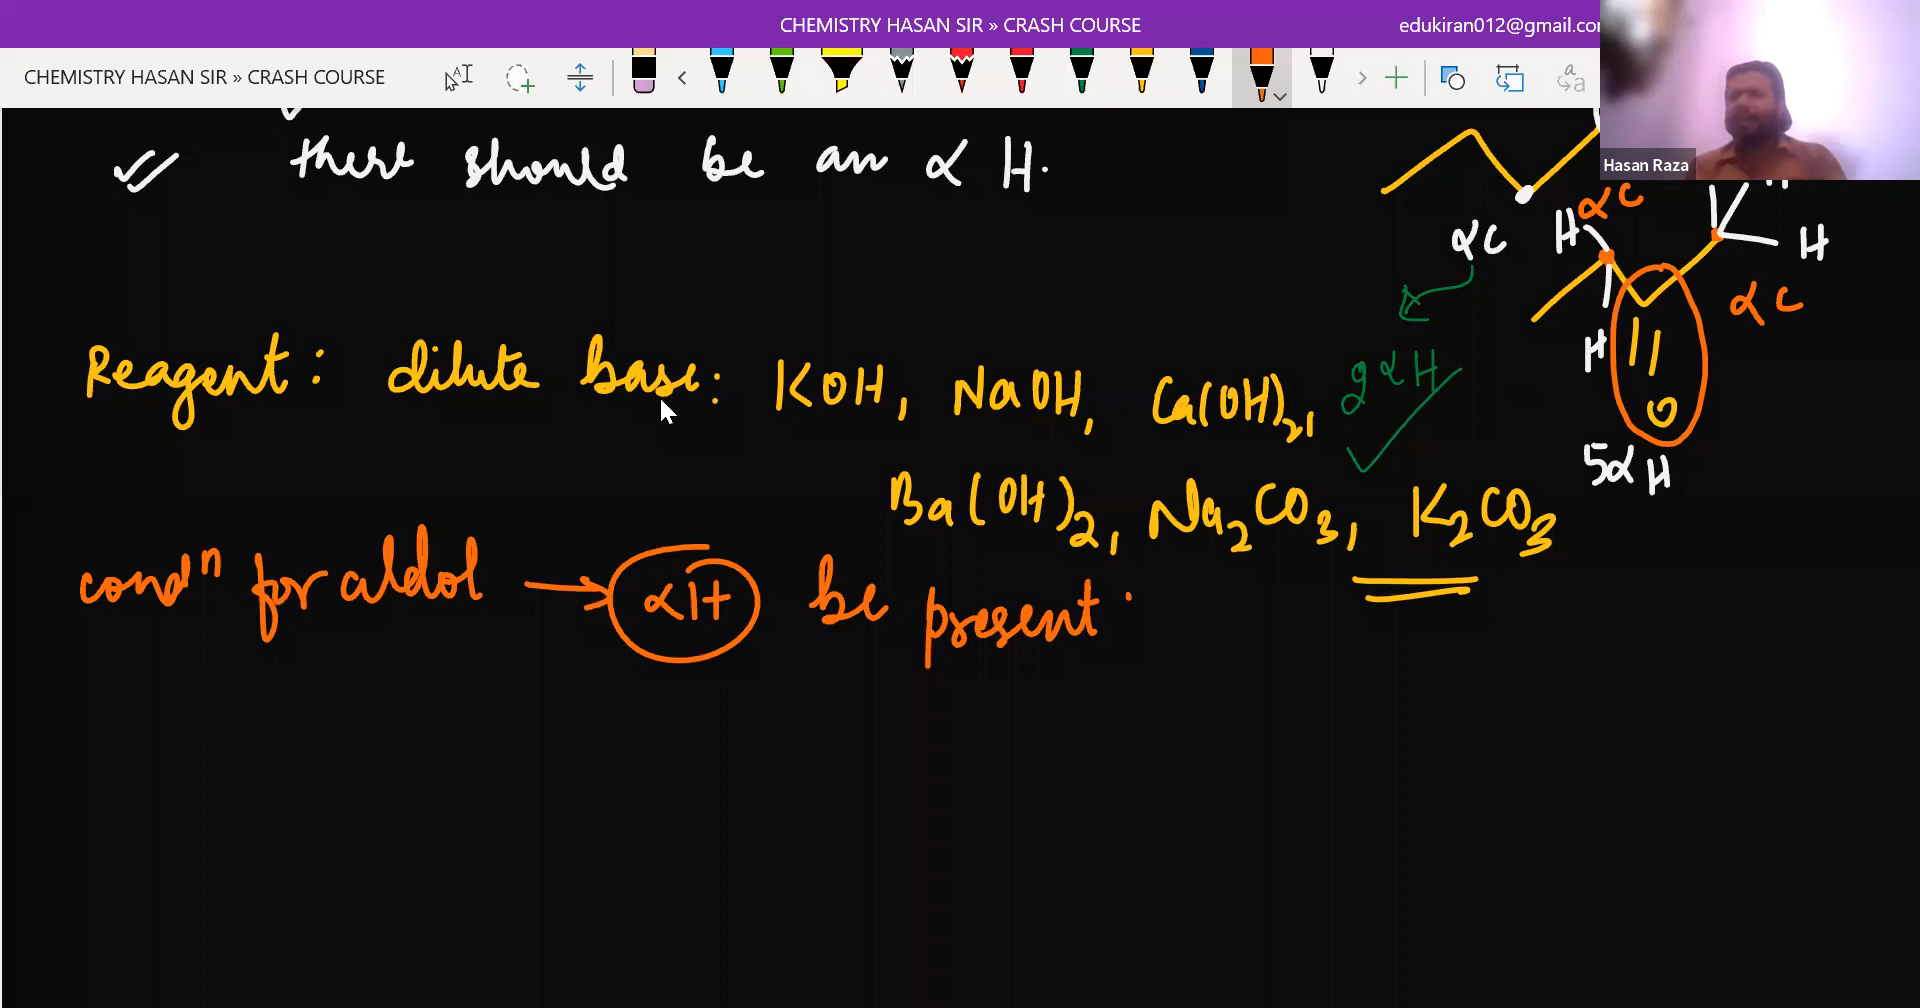 CHEMISTRY HASAN SIR » CRASH COURSE
edukiran012@gmail.co
CHEMISTRY HASAN SIR » CRASH COURSE
Hasan Raza
there should be an α H.
αC
H
αC
H
αC
H
O
5α H
2αH
Reagent: dilute base: KOH, NaOH, Ca(OH)₂,
Ba(OH)₂, Na₂CO₃, K₂CO₃
condⁿ for aldol → αH be present.